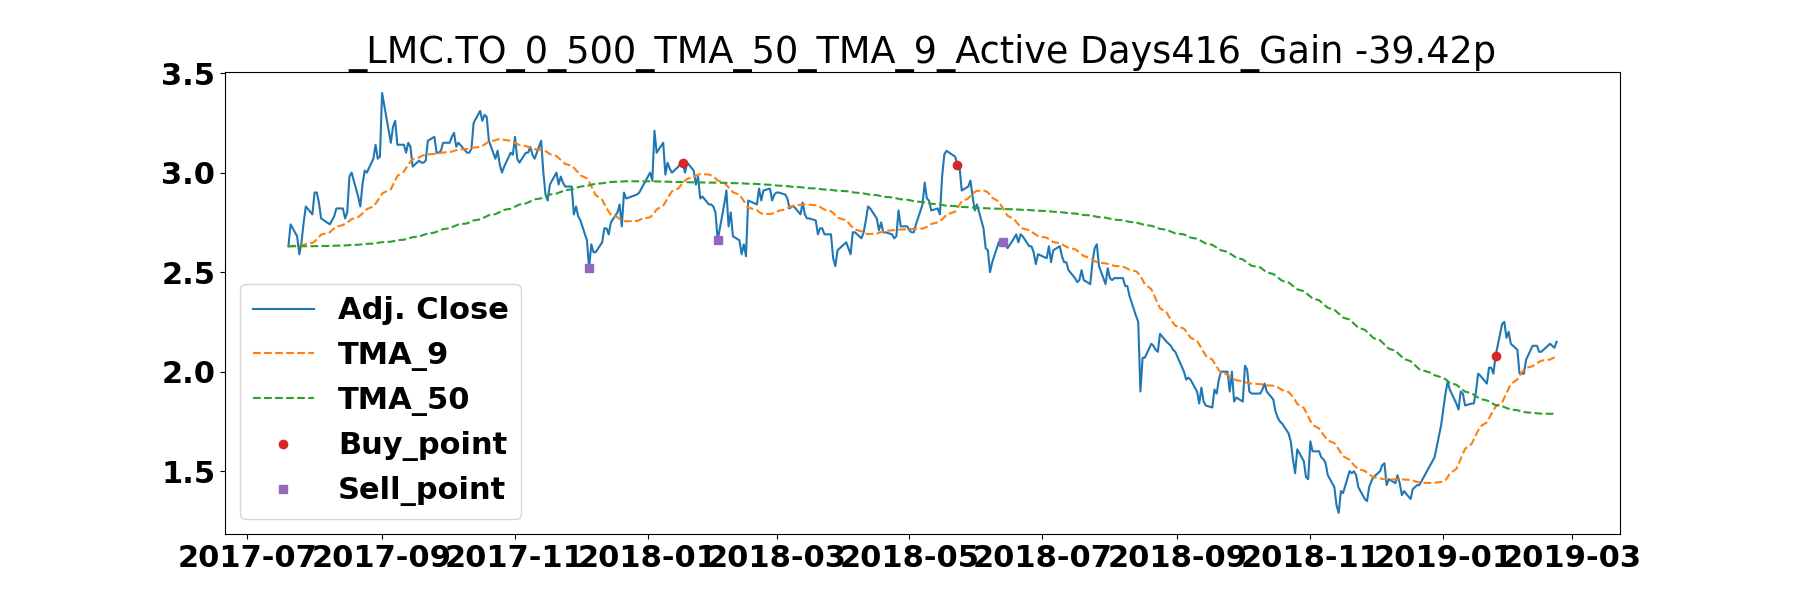 _LMC.TO_0_500_TMA_50_TMA_9_Active Days416_Gain -39.42p
3.5
3.0
2.5
2.0
1.5
Adj. Close
TMA_9
TMA_50
Buy_point
Sell_point
2017-07 2017-09 2017-11 2018-01 2018-03 2018-05 2018-07 2018-09 2018-11 2019-01 2019-03